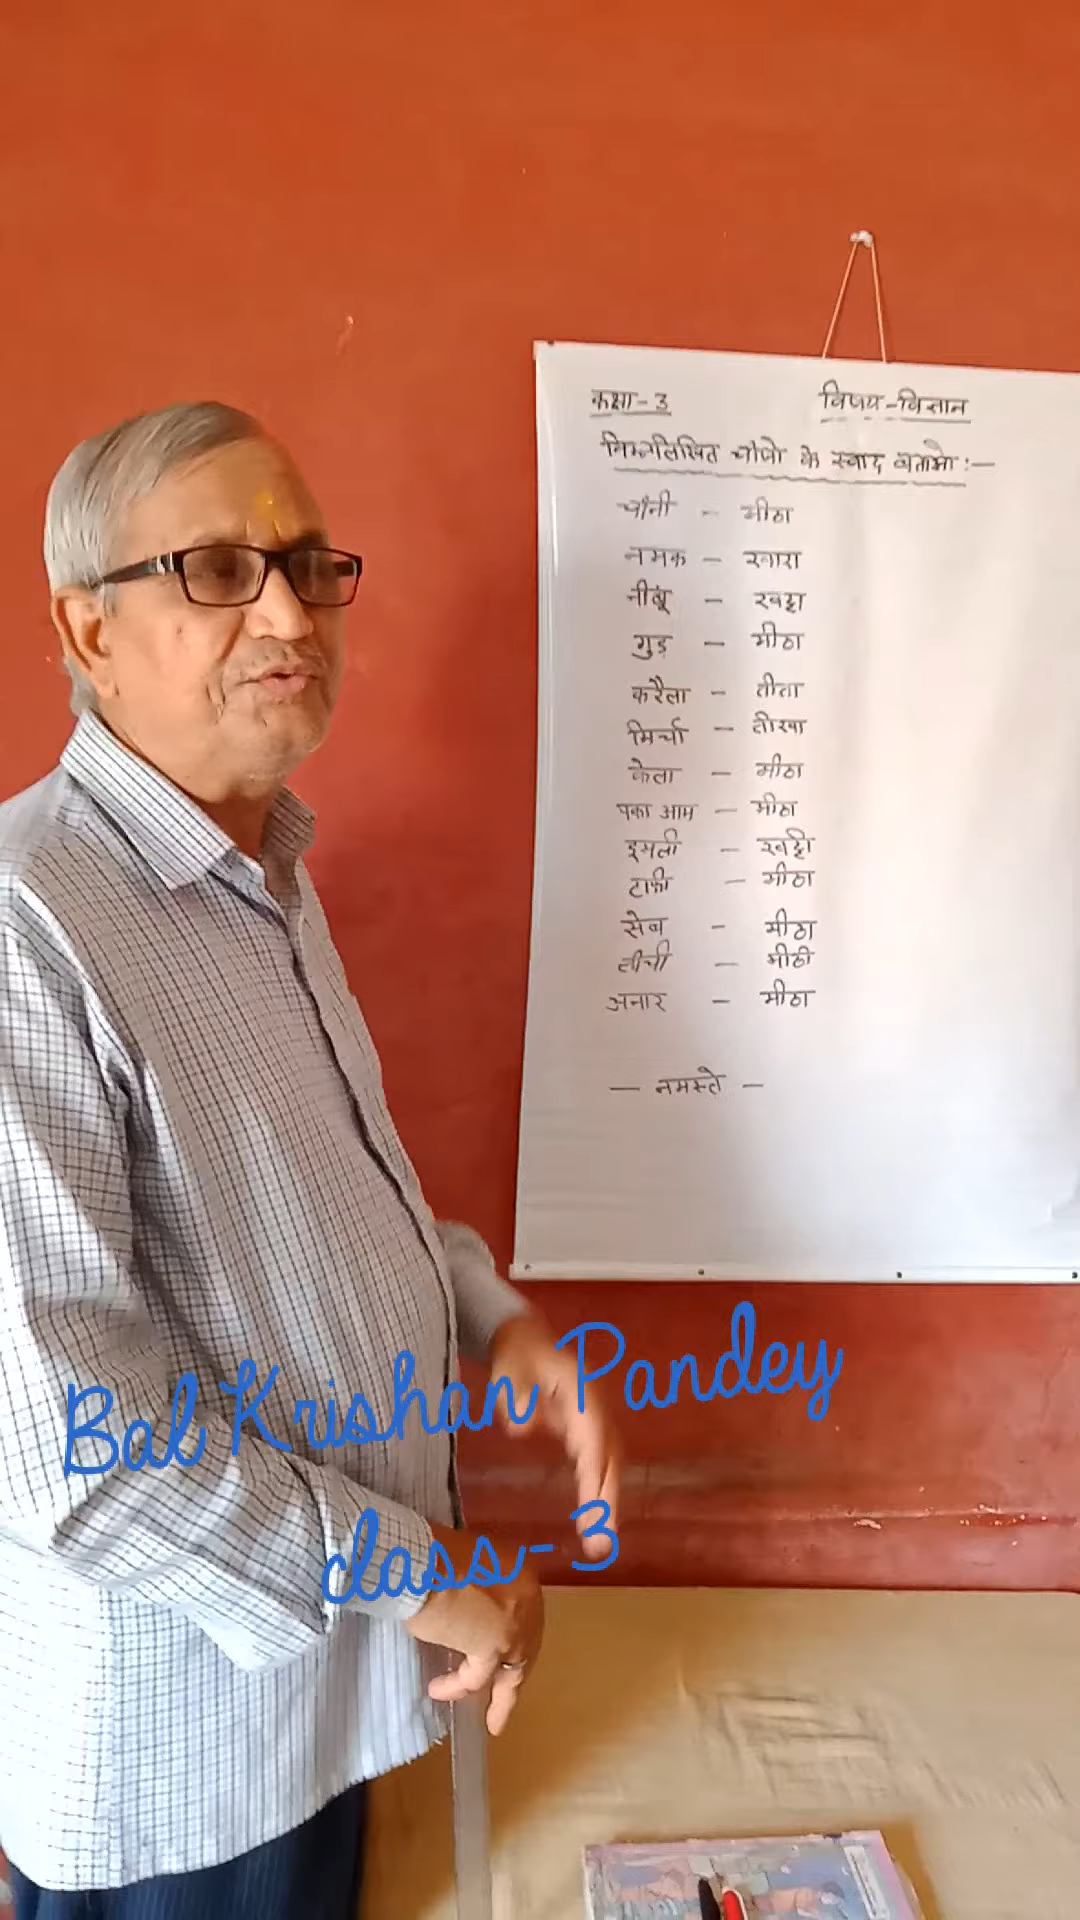 कक्षा-3 विषय-विज्ञान
निम्नलिखित चीजो के स्वाद बताओ :—
चीनी - मीठा
नमक - खारा
नींबू - खट्टा
गुड़ - मीठा
करैला - तीता
मिर्चा - तीखा
केला - मीठा
पका आम - मीठा
इमली - खट्टी
टाफी - मीठा
सेब - मीठा
लीची - मीठी
अनार - मीठा
— नमस्ते —
Bal Krishan Pandey
class-3